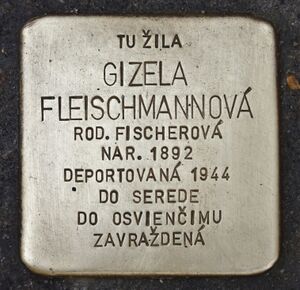 TU ŽILA
GIZELA
FLEISCHMANNOVÁ
ROD. FISCHEROVÁ
NAR. 1892
DEPORTOVANÁ 1944
DO SEREDE
DO OSVIENČIMU
ZAVRAŽDENÁ